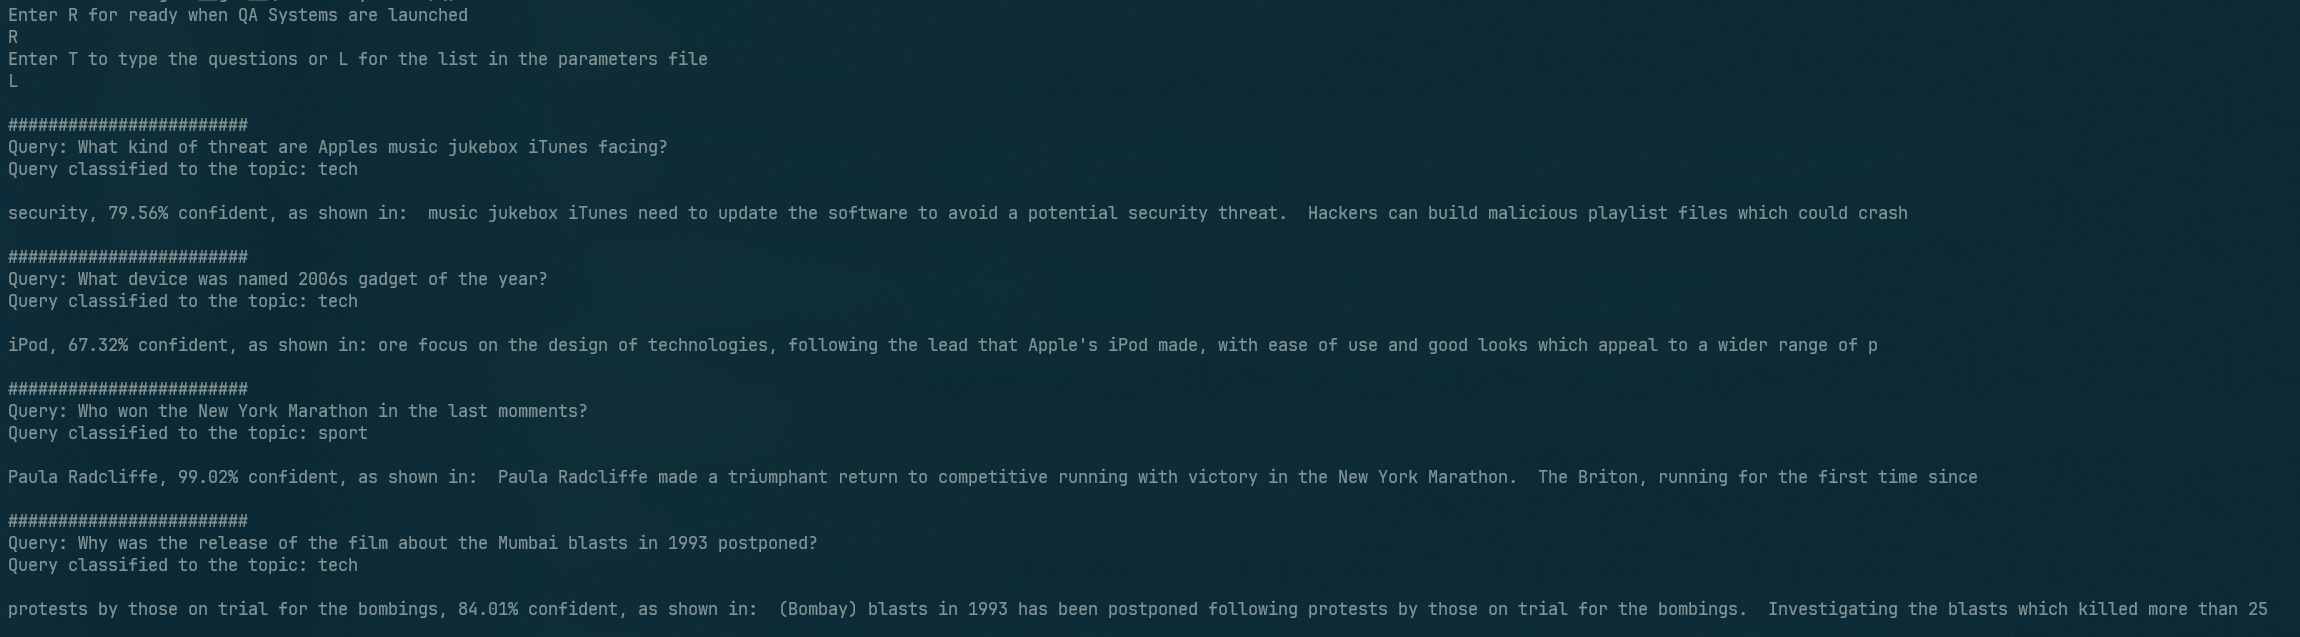 Enter R for ready when QA Systems are launched
R
Enter T to type the questions or L for the list in the parameters file
L
########################
Query: What kind of threat are Apples music jukebox iTunes facing?
Query classified to the topic: tech
security, 79.56% confident, as shown in:  music jukebox iTunes need to update the software to avoid a potential security threat.  Hackers can build malicious playlist files which could crash
########################
Query: What device was named 2006s gadget of the year?
Query classified to the topic: tech
iPod, 67.32% confident, as shown in: ore focus on the design of technologies, following the lead that Apple's iPod made, with ease of use and good looks which appeal to a wider range of p
########################
Query: Who won the New York Marathon in the last momments?
Query classified to the topic: sport
Paula Radcliffe, 99.02% confident, as shown in:  Paula Radcliffe made a triumphant return to competitive running with victory in the New York Marathon.  The Briton, running for the first time since
########################
Query: Why was the release of the film about the Mumbai blasts in 1993 postponed?
Query classified to the topic: tech
protests by those on trial for the bombings, 84.01% confident, as shown in:  (Bombay) blasts in 1993 has been postponed following protests by those on trial for the bombings.  Investigating the blasts which killed more than 25